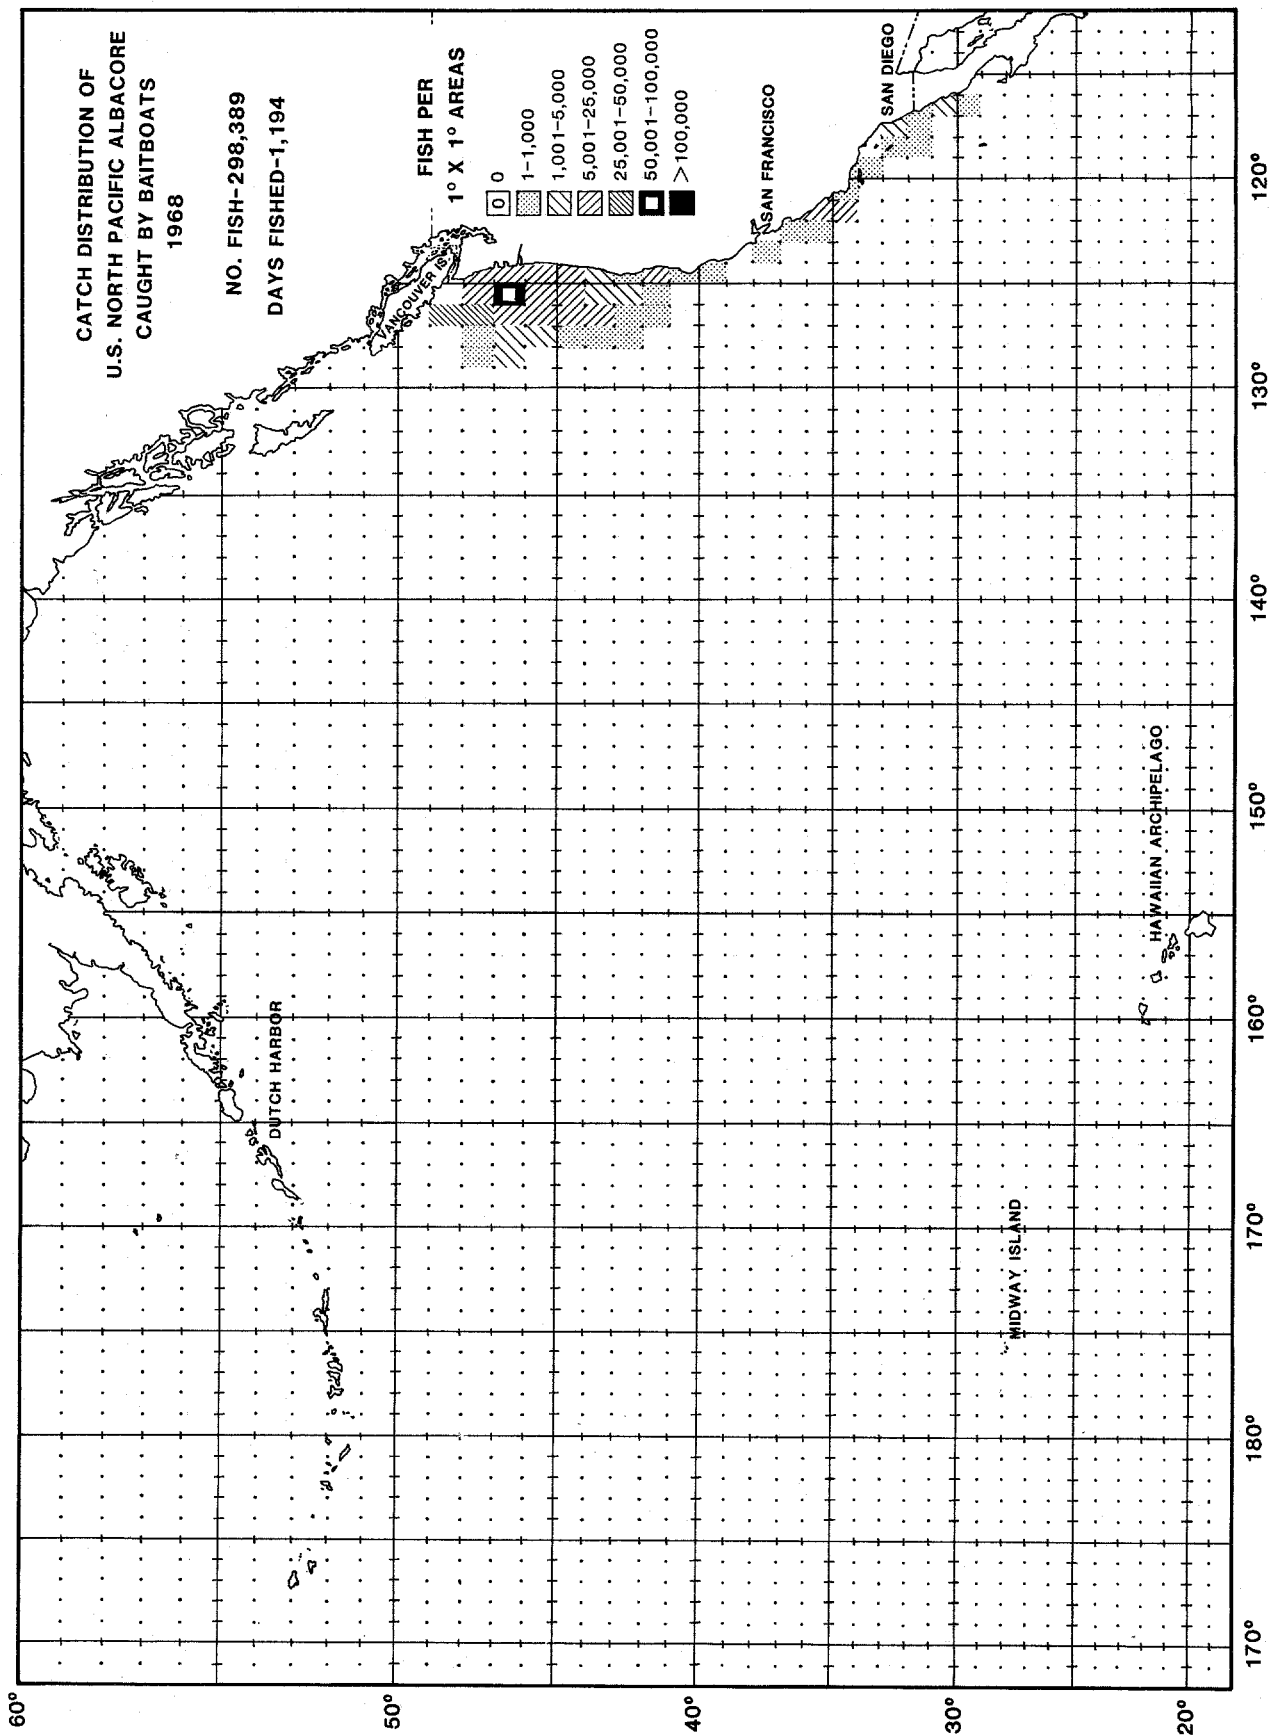 CATCH DISTRIBUTION OF
U.S. NORTH PACIFIC ALBACORE
CAUGHT BY BAITBOATS
1968
NO. FISH-298,389
DAYS FISHED-1,194
FISH PER
1° X 1° AREAS
0 0
1-1,000
1,001-5,000
5,001-25,000
25,001-50,000
50,001-100,000
>100,000
VANCOUVER IS.
SAN FRANCISCO
SAN DIEGO
DUTCH HARBOR
MIDWAY ISLAND
HAWAIIAN ARCHIPELAGO
60°
50°
40°
30°
20°
170°
180°
170°
160°
150°
140°
130°
120°